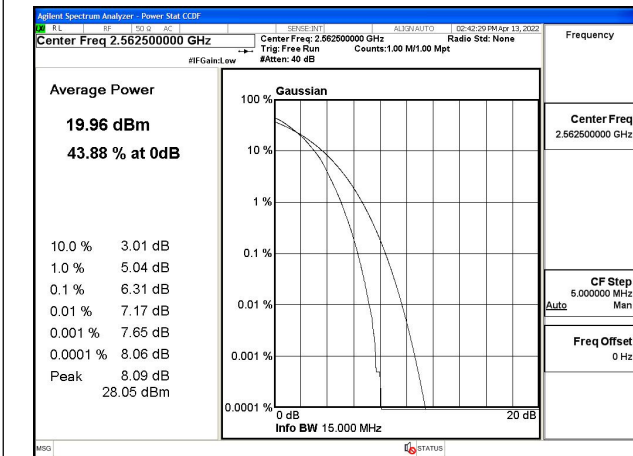 Agilent Spectrum Analyzer - Power Stat CCDF
LXI RL RF 50 Ω AC SENSE:INT ALIGN AUTO 02:42:29 PM Apr 13, 2022
Center Freq 2.562500000 GHz
Center Freq: 2.562500000 GHz Radio Std: None
Trig: Free Run Counts:1.00 M/1.00 Mpt
#IFGain:Low #Atten: 40 dB
Frequency
Average Power
19.96 dBm
43.88 % at 0dB
10.0 % 3.01 dB
1.0 % 5.04 dB
0.1 % 6.31 dB
0.01 % 7.17 dB
0.001 % 7.65 dB
0.0001 % 8.06 dB
Peak 8.09 dB
28.05 dBm
Gaussian
100 %
10 %
1 %
0.1 %
0.01 %
0.001 %
0.0001 %
0 dB 20 dB
Info BW 15.000 MHz
Center Freq
2.562500000 GHz
CF Step
5.000000 MHz
Auto Man
Freq Offset
0 Hz
MSG STATUS